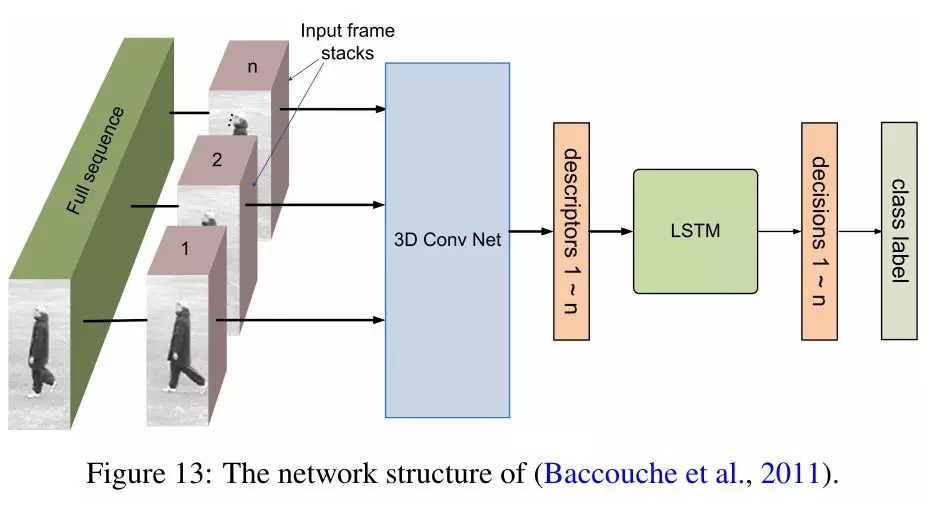 Input frame
stacks
n
2
1
Full sequence
3D Conv Net
descriptors 1 ~ n
LSTM
decisions 1 ~ n
class label
Figure 13: The network structure of (Baccouche et al., 2011).